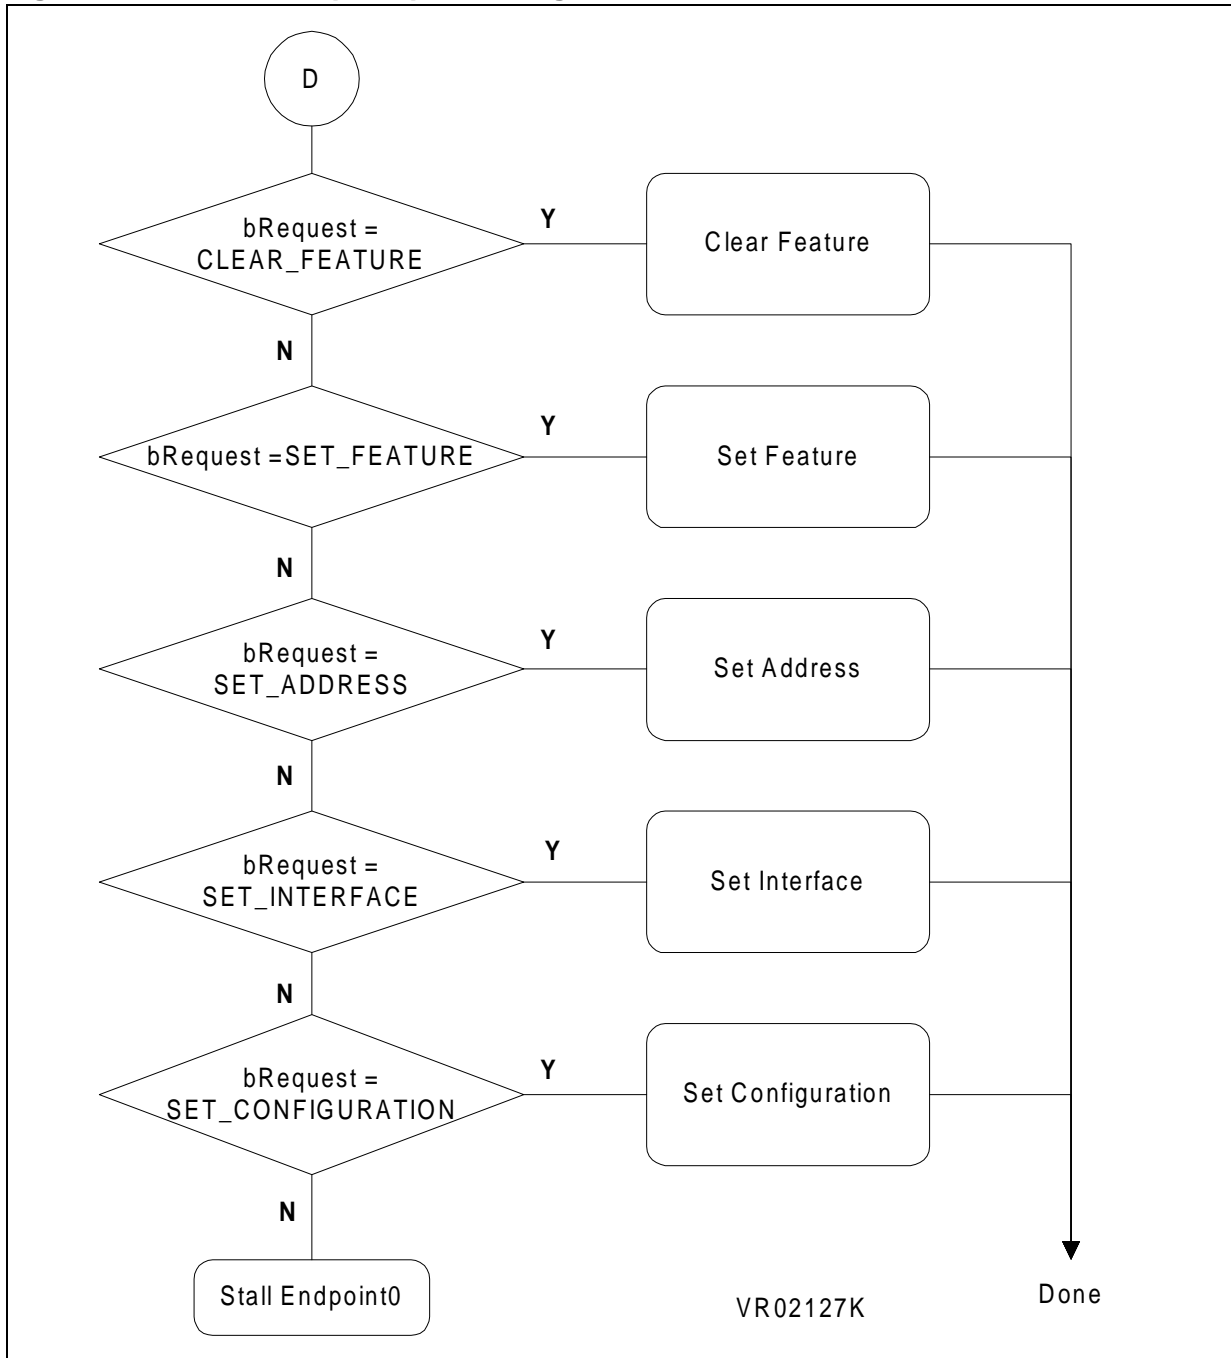 D
bRequest =
CLEAR_FEATURE
Y
Clear Feature
N
bRequest =SET_FEATURE
Y
Set Feature
N
bRequest =
SET_ADDRESS
Y
Set Address
N
bRequest =
SET_INTERFACE
Y
Set Interface
N
bRequest =
SET_CONFIGURATION
Y
Set Configuration
N
Stall Endpoint0
VR02127K
Done